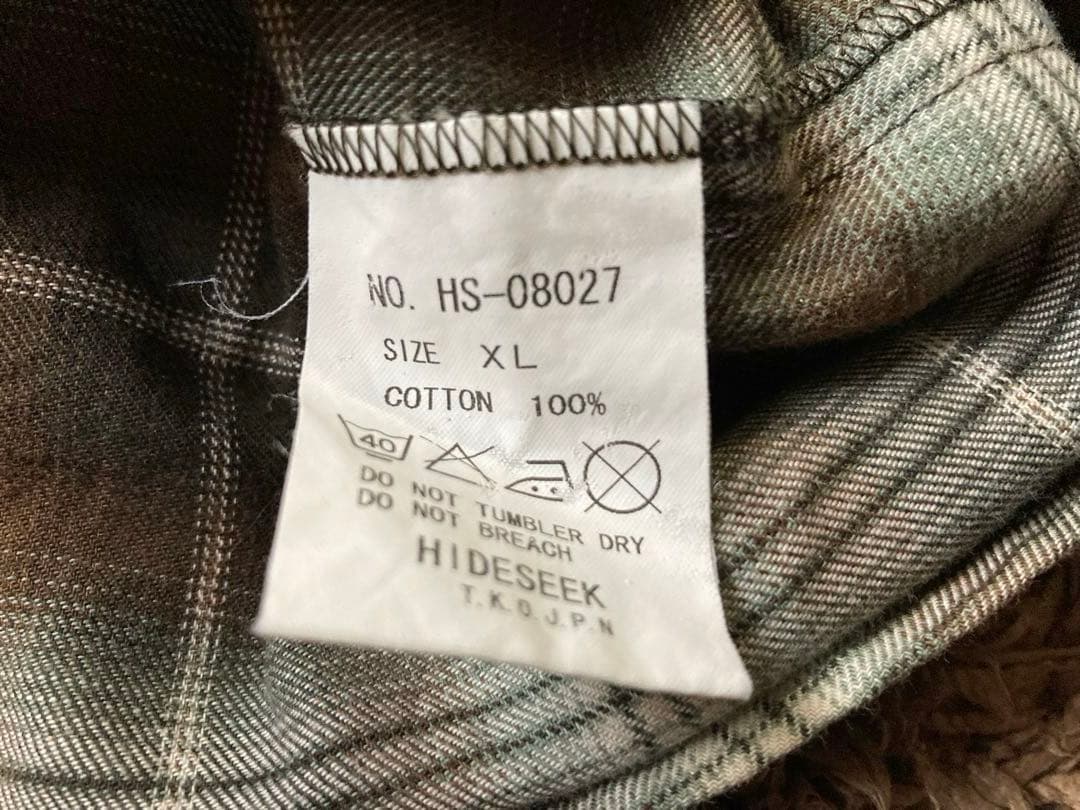 NO. HS-08027
SIZE XL
COTTON 100%
40
DO NOT TUMBLER DRY
DO NOT BREACH
HIDESEEK
T.K.O.J.P.N